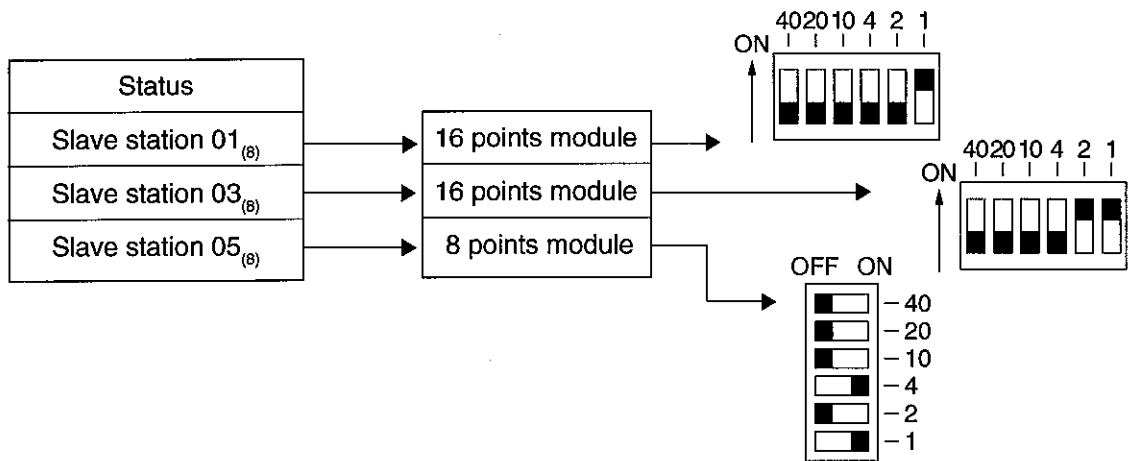 40 20 10 4 2 1
ON
Status
Slave station 01(8)
16 points module
Slave station 03(8)
16 points module
40 20 10 4 2 1
ON
Slave station 05(8)
8 points module
OFF ON
40
20
10
4
2
1